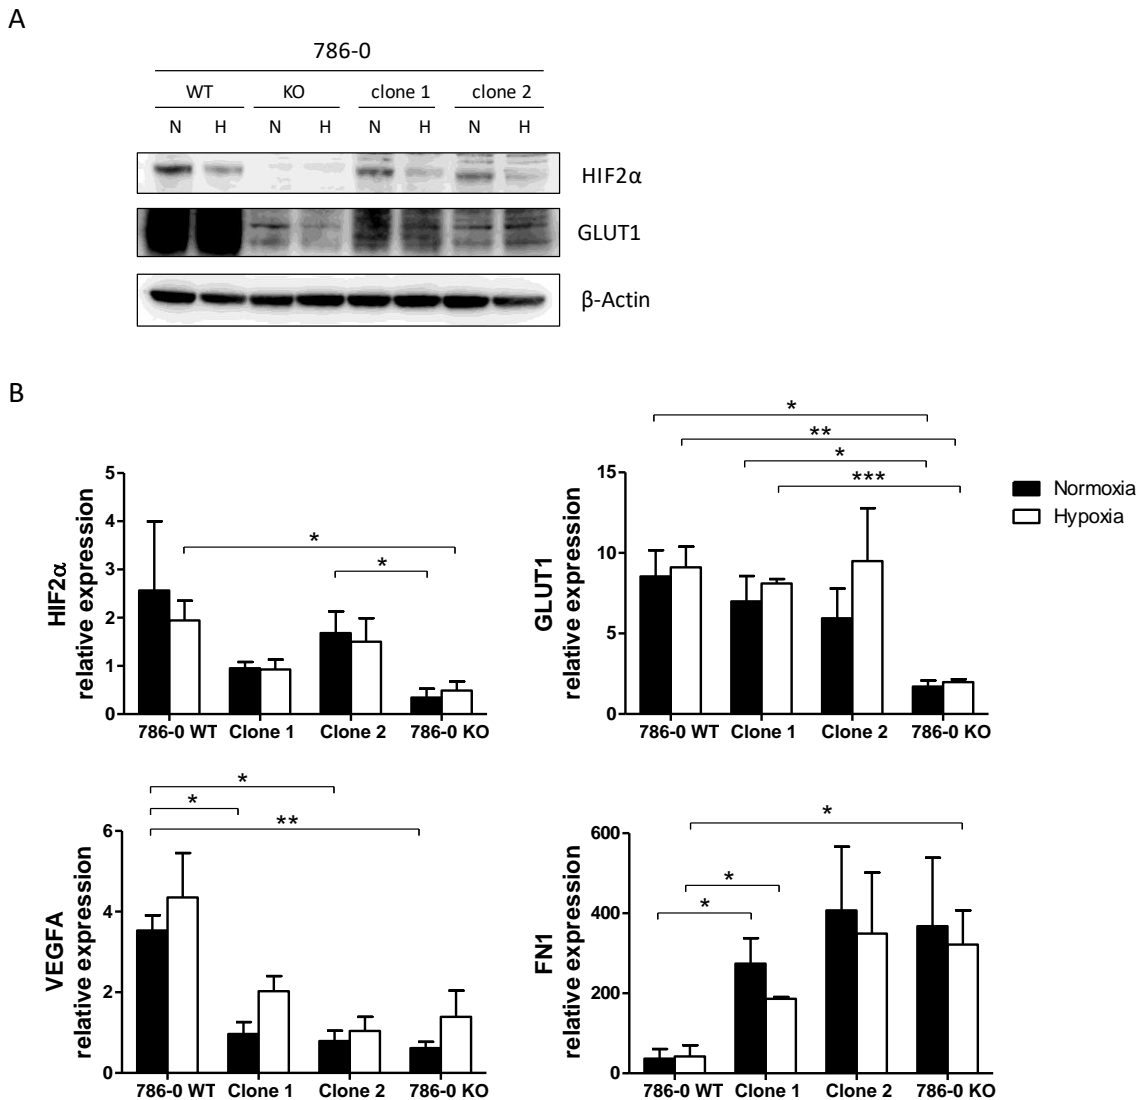 A
786-0
WT KO clone 1 clone 2
N H N H N H N H
HIF2α
GLUT1
β-Actin
B
HIF2α
relative expression
5
4
3
2
1
0
*
*
786-0 WT Clone 1 Clone 2 786-0 KO
GLUT1
relative expression
15
10
5
0
*
**
*
***
786-0 WT Clone 1 Clone 2 786-0 KO
Normoxia
Hypoxia
VEGFA
relative expression
6
4
2
0
*
*
**
786-0 WT Clone 1 Clone 2 786-0 KO
FN1
relative expression
600
400
200
0
*
*
*
786-0 WT Clone 1 Clone 2 786-0 KO